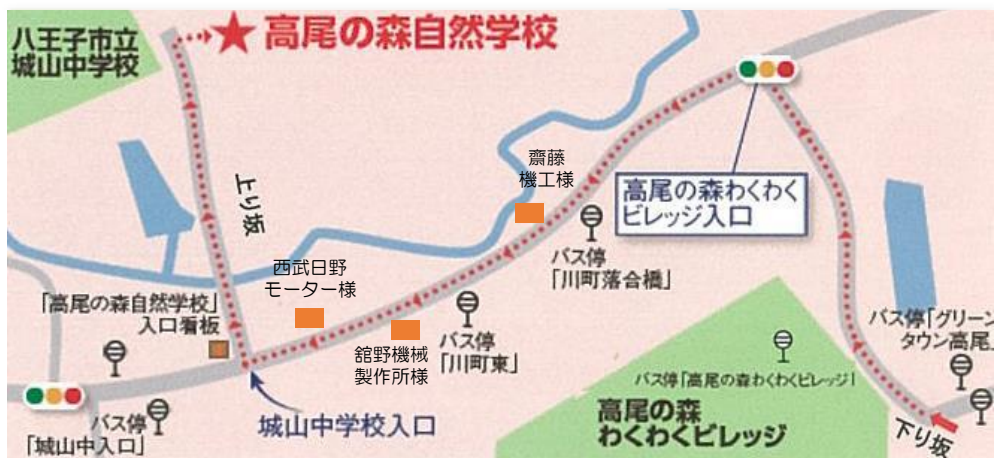 八王子市立
城山中学校
★高尾の森自然学校
上り坂
齋藤
機工様
高尾の森わくわく
ビレッジ入口
バス停
「川町落合橋」
西武日野
モーター様
「高尾の森自然学校」
入口看板
舘野機械
製作所様
バス停
「川町東」
バス停「グリーン
タウン高尾」
バス停「高尾の森わくわくビレッジ」
高尾の森
わくわくビレッジ
バス停
「城山中入口」
城山中学校入口
下り坂